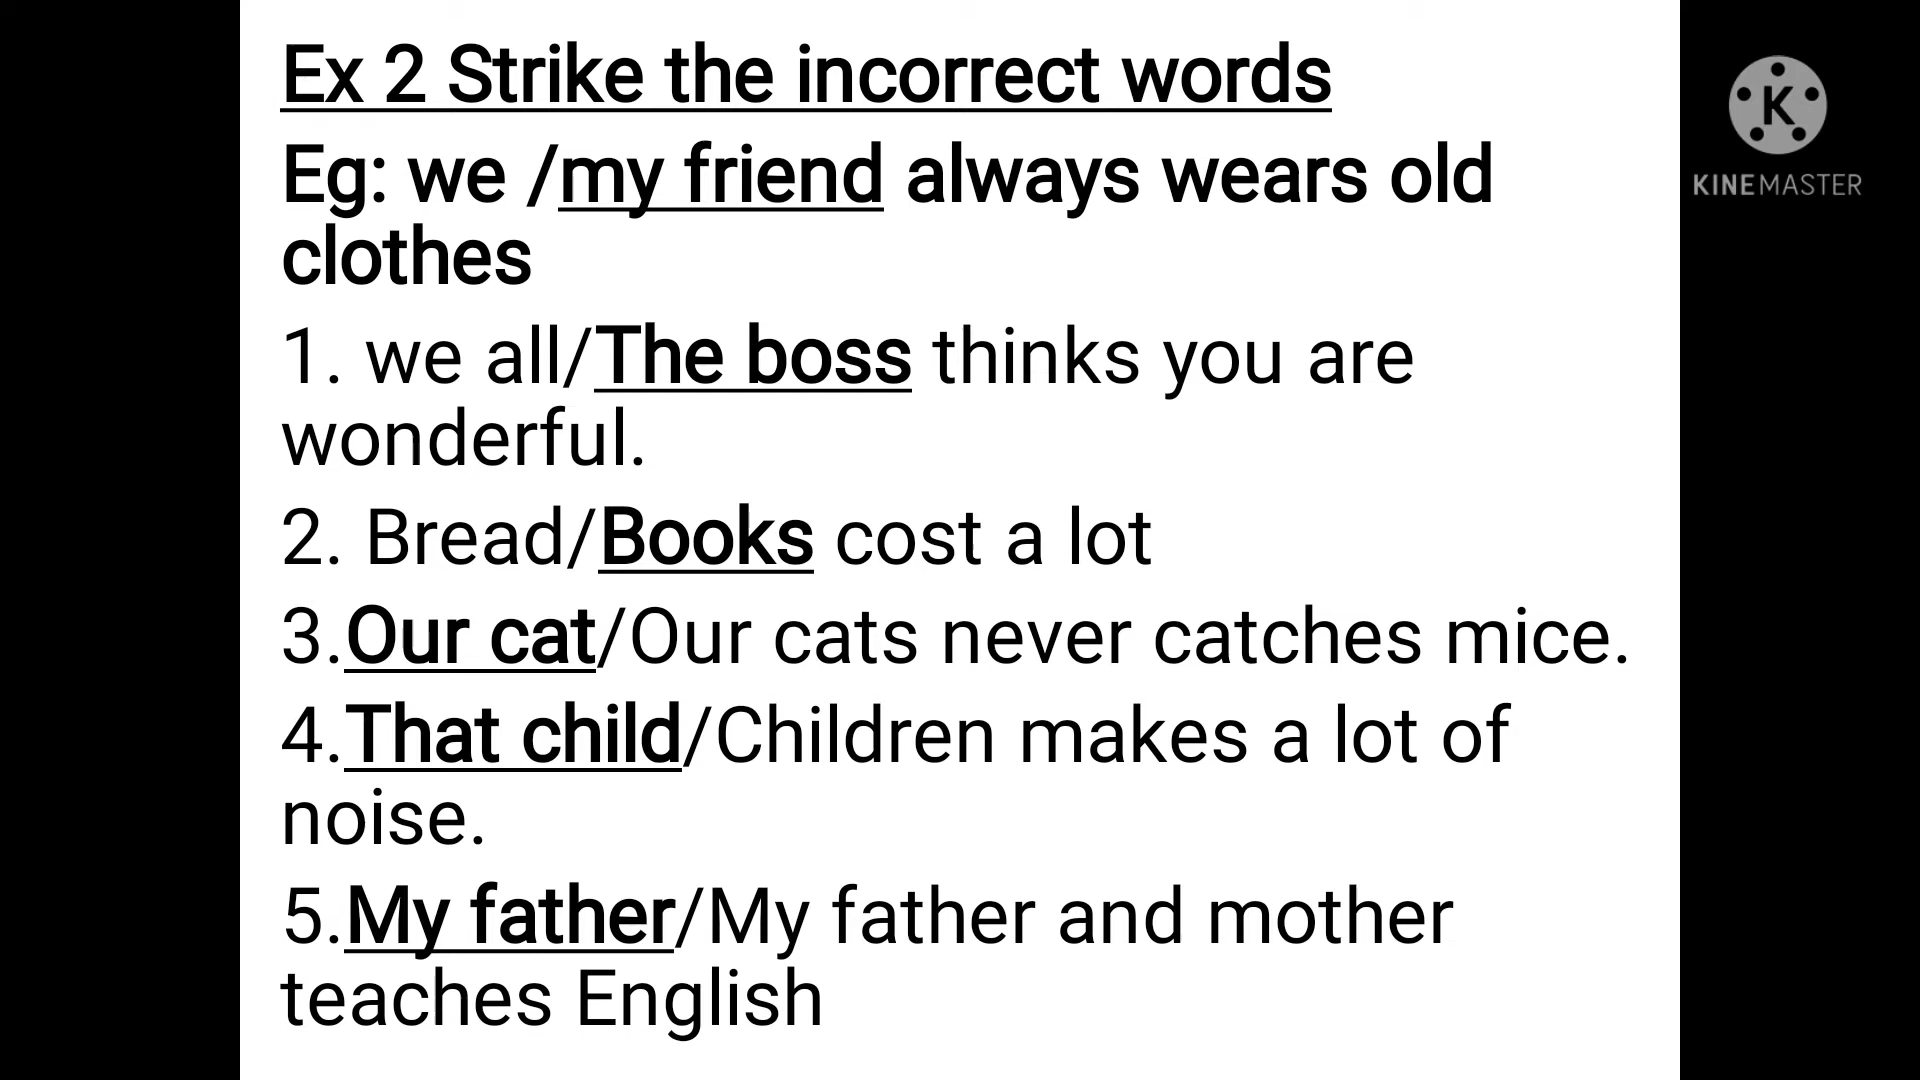 Ex 2 Strike the incorrect words
Eg: we /my friend always wears old
clothes
1. we all/The boss thinks you are
wonderful.
2. Bread/Books cost a lot
3.Our cat/Our cats never catches mice.
4.That child/Children makes a lot of
noise.
5.My father/My father and mother
teaches English
K
KINEMASTER